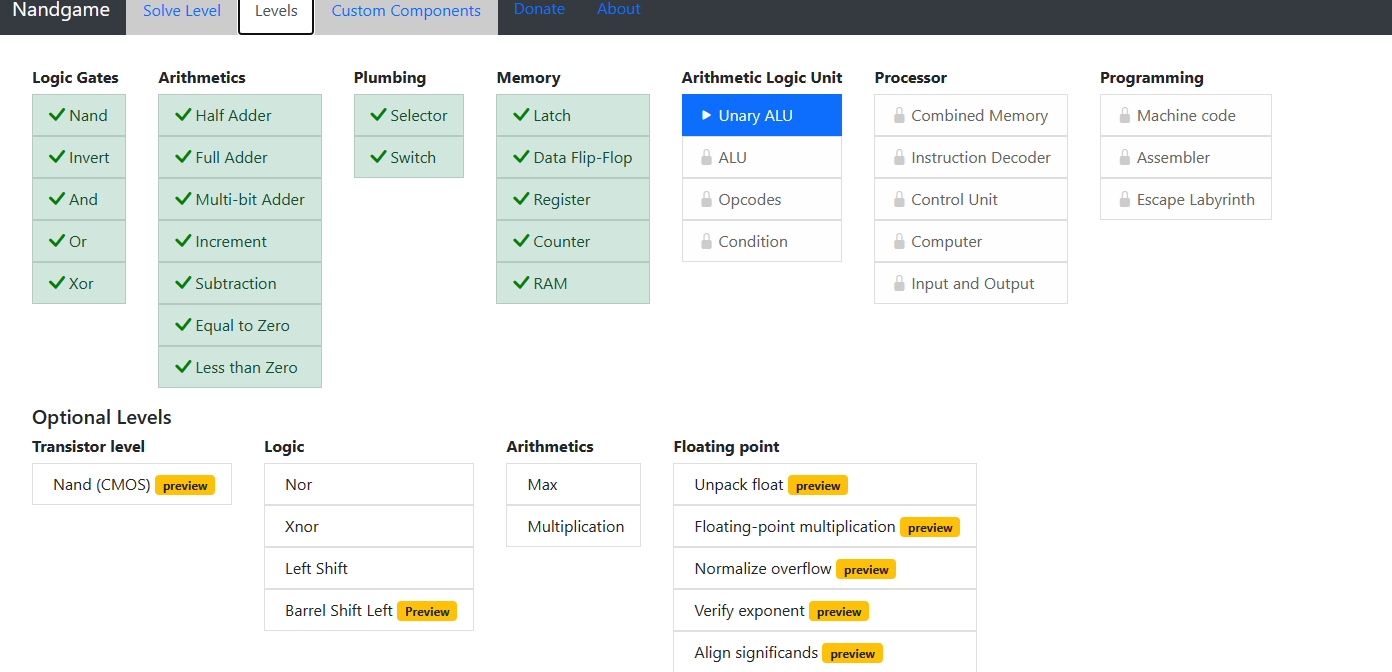 Nandgame Solve Level Levels Custom Components Donate About
Logic Gates
Nand
Invert
And
Or
Xor
Arithmetics
Half Adder
Full Adder
Multi-bit Adder
Increment
Subtraction
Equal to Zero
Less than Zero
Plumbing
Selector
Switch
Memory
Latch
Data Flip-Flop
Register
Counter
RAM
Arithmetic Logic Unit
Unary ALU
ALU
Opcodes
Condition
Processor
Combined Memory
Instruction Decoder
Control Unit
Computer
Input and Output
Programming
Machine code
Assembler
Escape Labyrinth
Optional Levels
Transistor level
Nand (CMOS) preview
Logic
Nor
Xnor
Left Shift
Barrel Shift Left Preview
Arithmetics
Max
Multiplication
Floating point
Unpack float preview
Floating-point multiplication preview
Normalize overflow preview
Verify exponent preview
Align significands preview